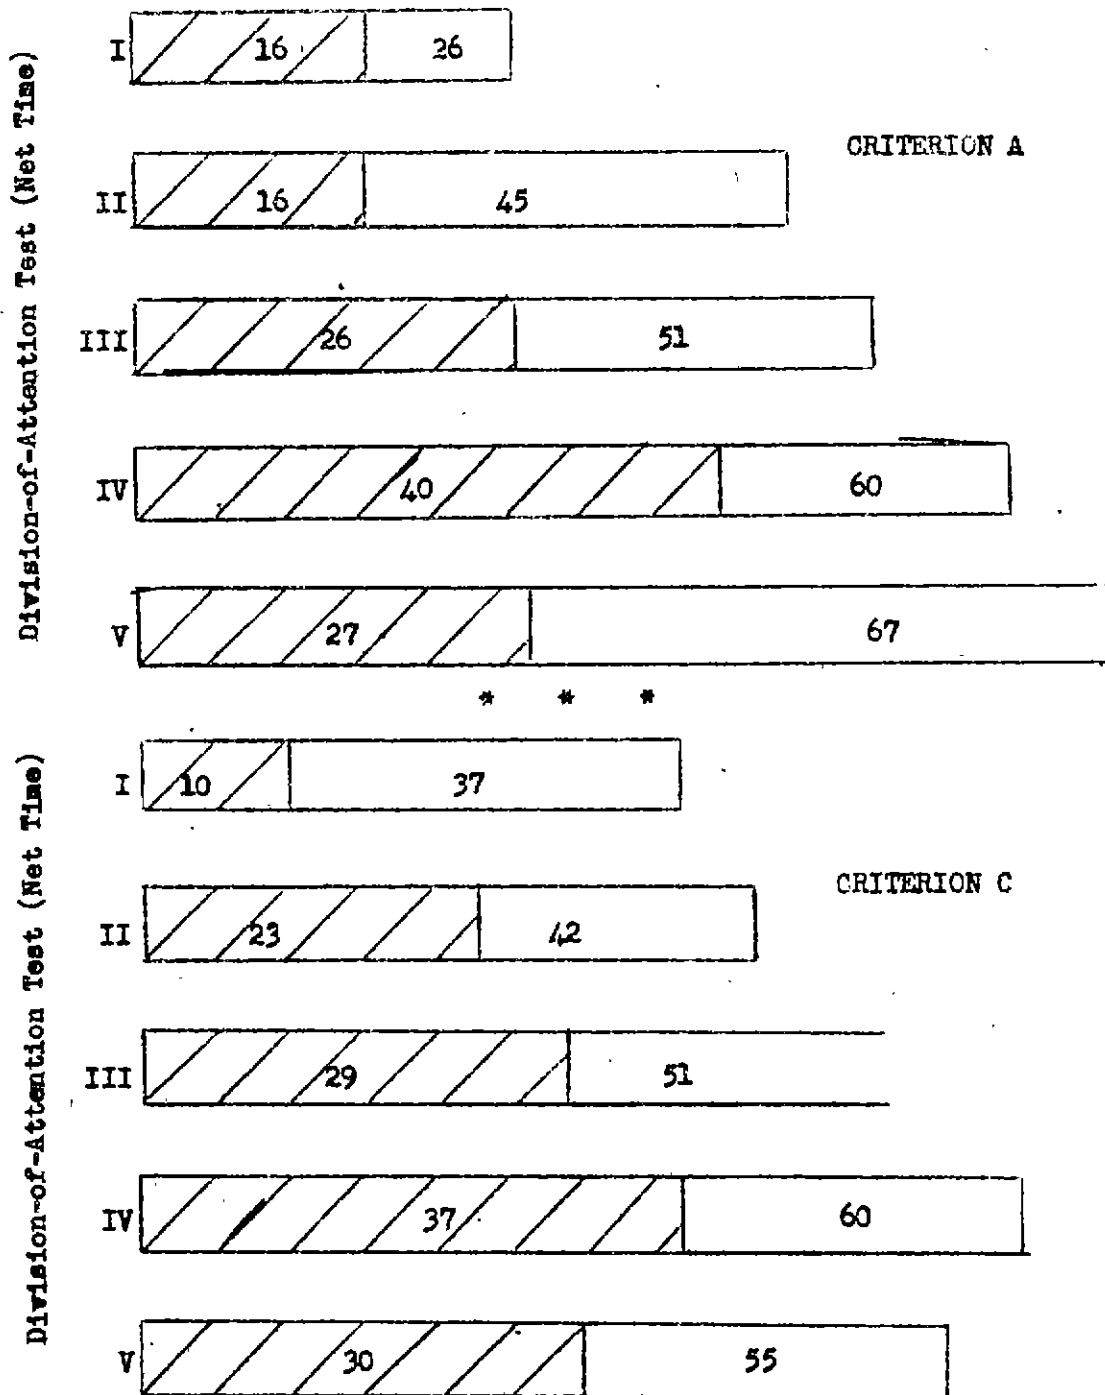 Division-of-Attention Test (Net Time)
I 16 26
CRITERION A
II 16 45
III 26 51
IV 40 60
V 27 67
* * *
Division-of-Attention Test (Net Time)
I 10 37
CRITERION C
II 23 42
III 29 51
IV 37 60
V 30 55